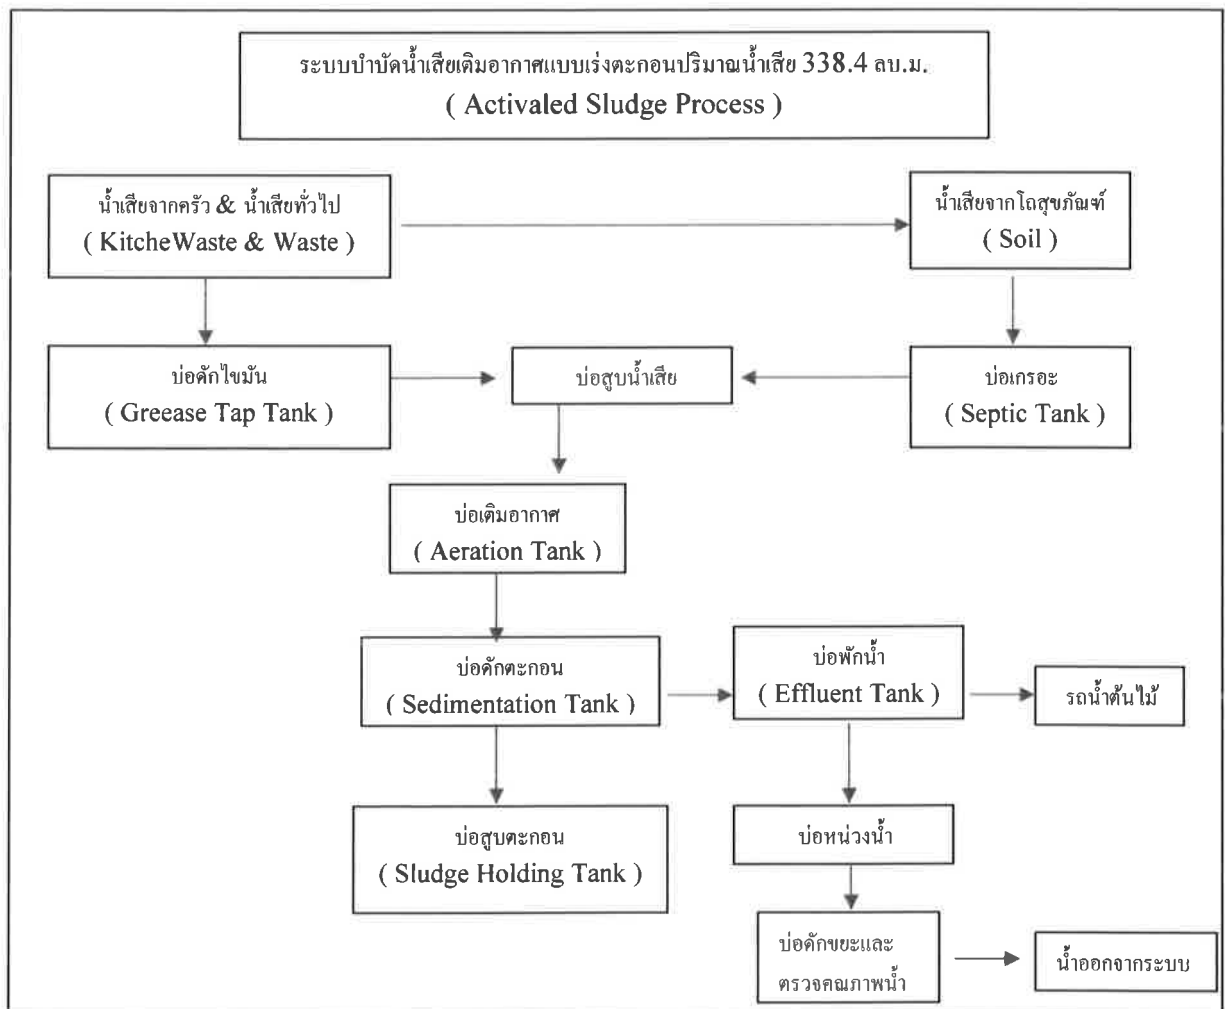 ระบบบำบัดน้ำเสียเติมอากาศแบบเร่งตะกอนปริมาณน้ำเสีย 338.4 ลบ.ม.
( Activaled Sludge Process )
น้ำเสียจากครัว & น้ำเสียทั่วไป
( KitcheWaste & Waste )
น้ำเสียจากโถสุขภัณฑ์
( Soil )
บ่อดักไขมัน
( Greease Tap Tank )
บ่อสูบน้ำเสีย
บ่อเกรอะ
( Septic Tank )
บ่อเติมอากาศ
( Aeration Tank )
บ่อดักตะกอน
( Sedimentation Tank )
บ่อพักน้ำ
( Effluent Tank )
รถน้ำต้นไม้
บ่อสูบตะกอน
( Sludge Holding Tank )
บ่อหน่วงน้ำ
บ่อดักขยะและ
ตรวจคณภาพน้ำ
น้ำออกจากระบบ